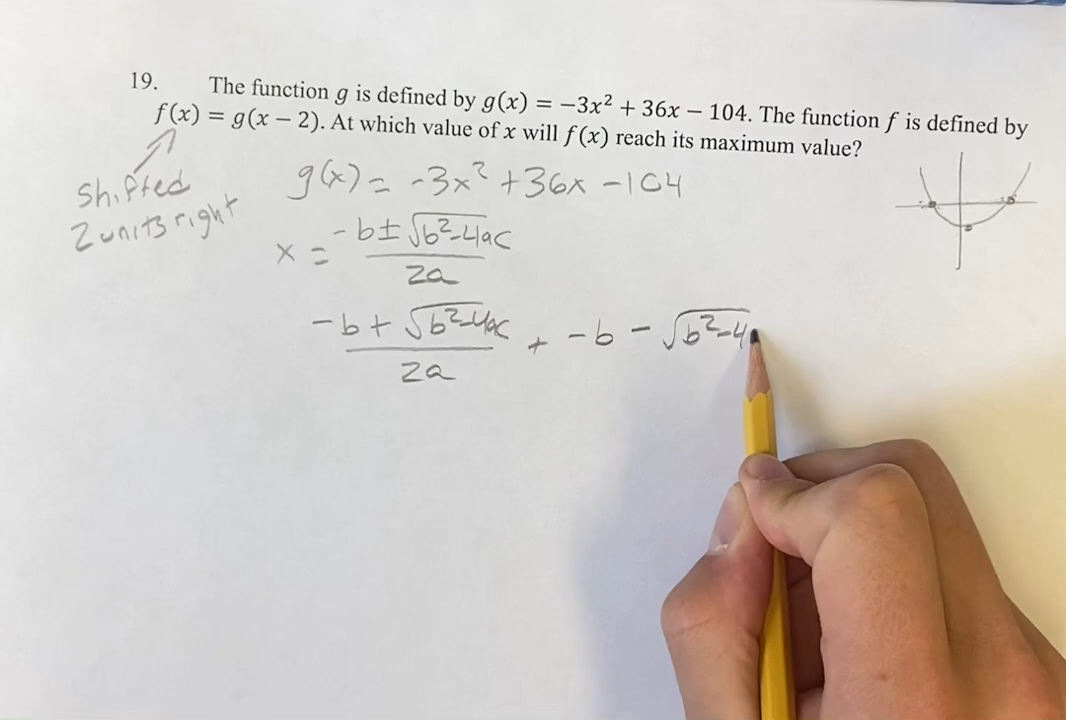 19. The function g is defined by g(x) = −3x² + 36x − 104. The function f is defined by
f(x) = g(x − 2). At which value of x will f(x) reach its maximum value?
shifted
2 units right
g(x) = -3x² + 36x - 104
x = (-b ± √(b²-4ac)) / 2a
(-b + √(b²-4ac)) / 2a + -b - √(b²-4